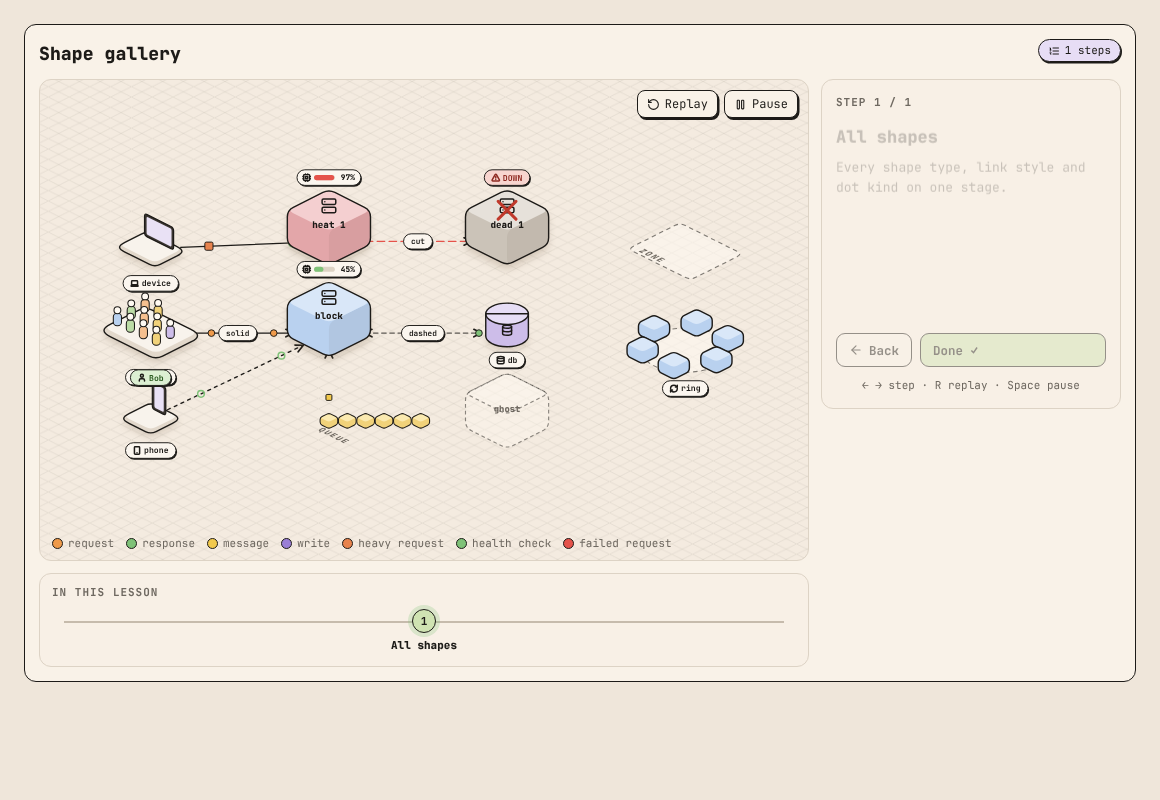 Shape gallery
1 steps
Replay
Pause
97%
DOWN
heat 1
dead 1
cut
ZONE
device
45%
block
solid
dashed
db
ring
Bob
ghost
QUEUE
phone
request
response
message
write
heavy request
health check
failed request
STEP 1 / 1
All shapes
Every shape type, link style and
dot kind on one stage.
← Back
Done ✓
← → step · R replay · Space pause
IN THIS LESSON
1
All shapes